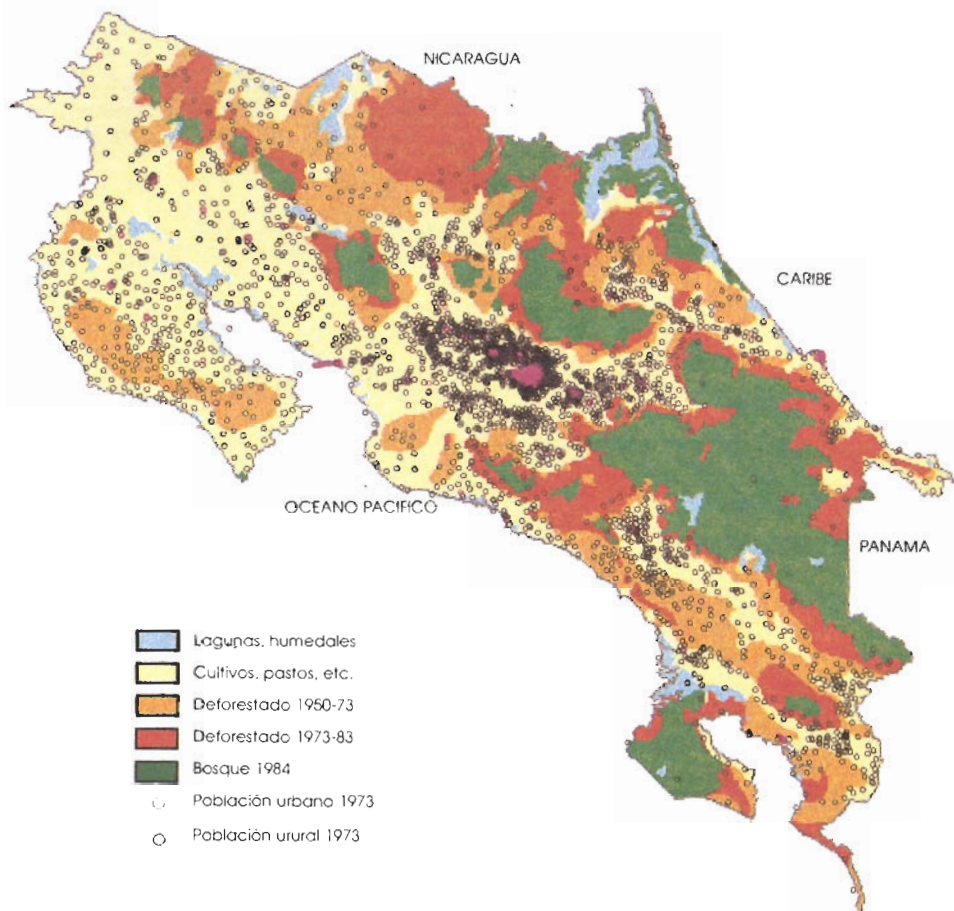 NICARAGUA
CARIBE
OCEANO PACIFICO
PANAMA
Lagunas, humedales
Cultivos, pastos, etc.
Deforestado 1950-73
Deforestado 1973-83
Bosque 1984
Población urbano 1973
Población urural 1973